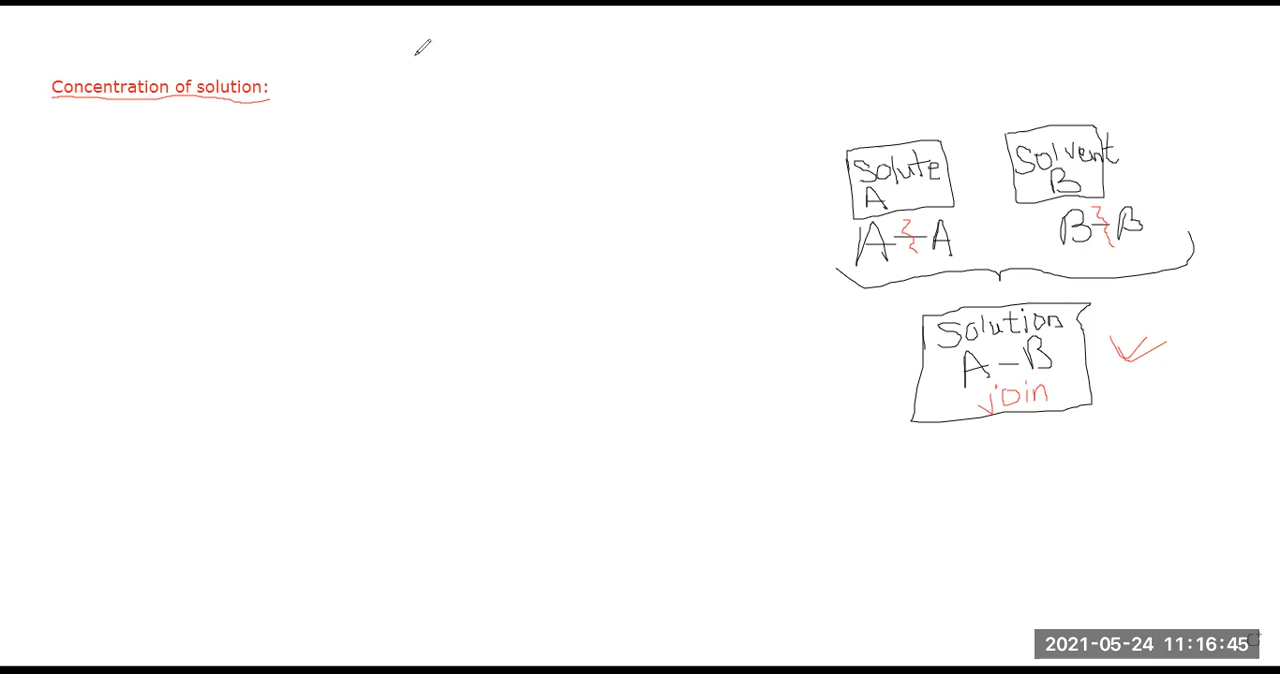 Concentration of solution:
Solute
A
Solvent
B
A-A
B-B
Solution
A-B
join
2021-05-24 11:16:45